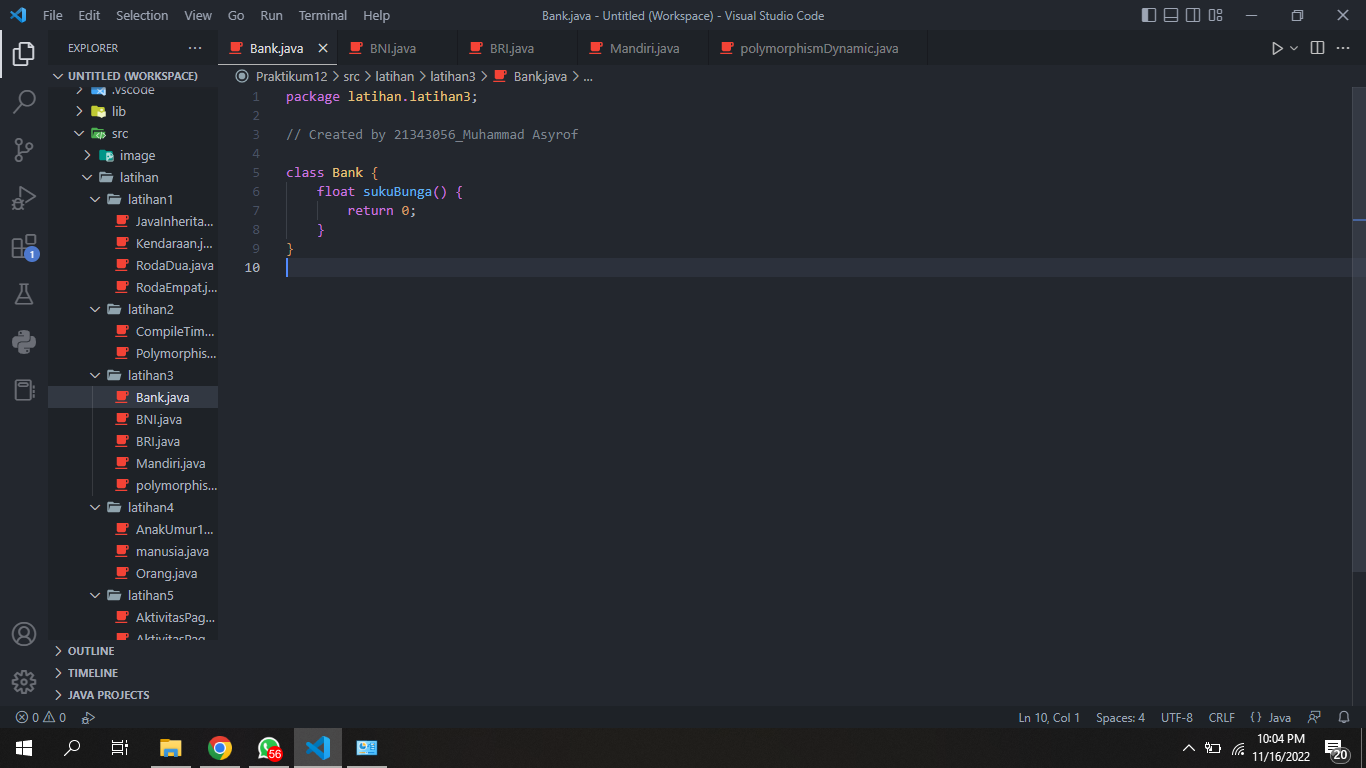 File Edit Selection View Go Run Terminal Help
Bank.java - Untitled (Workspace) - Visual Studio Code
EXPLORER
Bank.java
BNI.java
BRI.java
Mandiri.java
polymorphismDynamic.java
UNTITLED (WORKSPACE)
Praktikum12 > src > latihan > latihan3 > Bank.java > ...
.vscode
lib
src
image
latihan
latihan1
JavaInherita...
Kendaraan.j...
RodaDua.java
RodaEmpat.j...
latihan2
CompileTim...
Polymorphis...
latihan3
Bank.java
BNI.java
BRI.java
Mandiri.java
polymorphis...
latihan4
AnakUmur1...
manusia.java
Orang.java
latihan5
AktivitasPag...
AktivitasPag...
OUTLINE
TIMELINE
JAVA PROJECTS
1
1 package latihan.latihan3;
2
3 // Created by 21343056_Muhammad Asyrof
4
5 class Bank {
6 float sukuBunga() {
7 return 0;
8 }
9 }
10
0 0
Ln 10, Col 1
Spaces: 4
UTF-8
CRLF
{ } Java
56
10:04 PM
11/16/2022
20